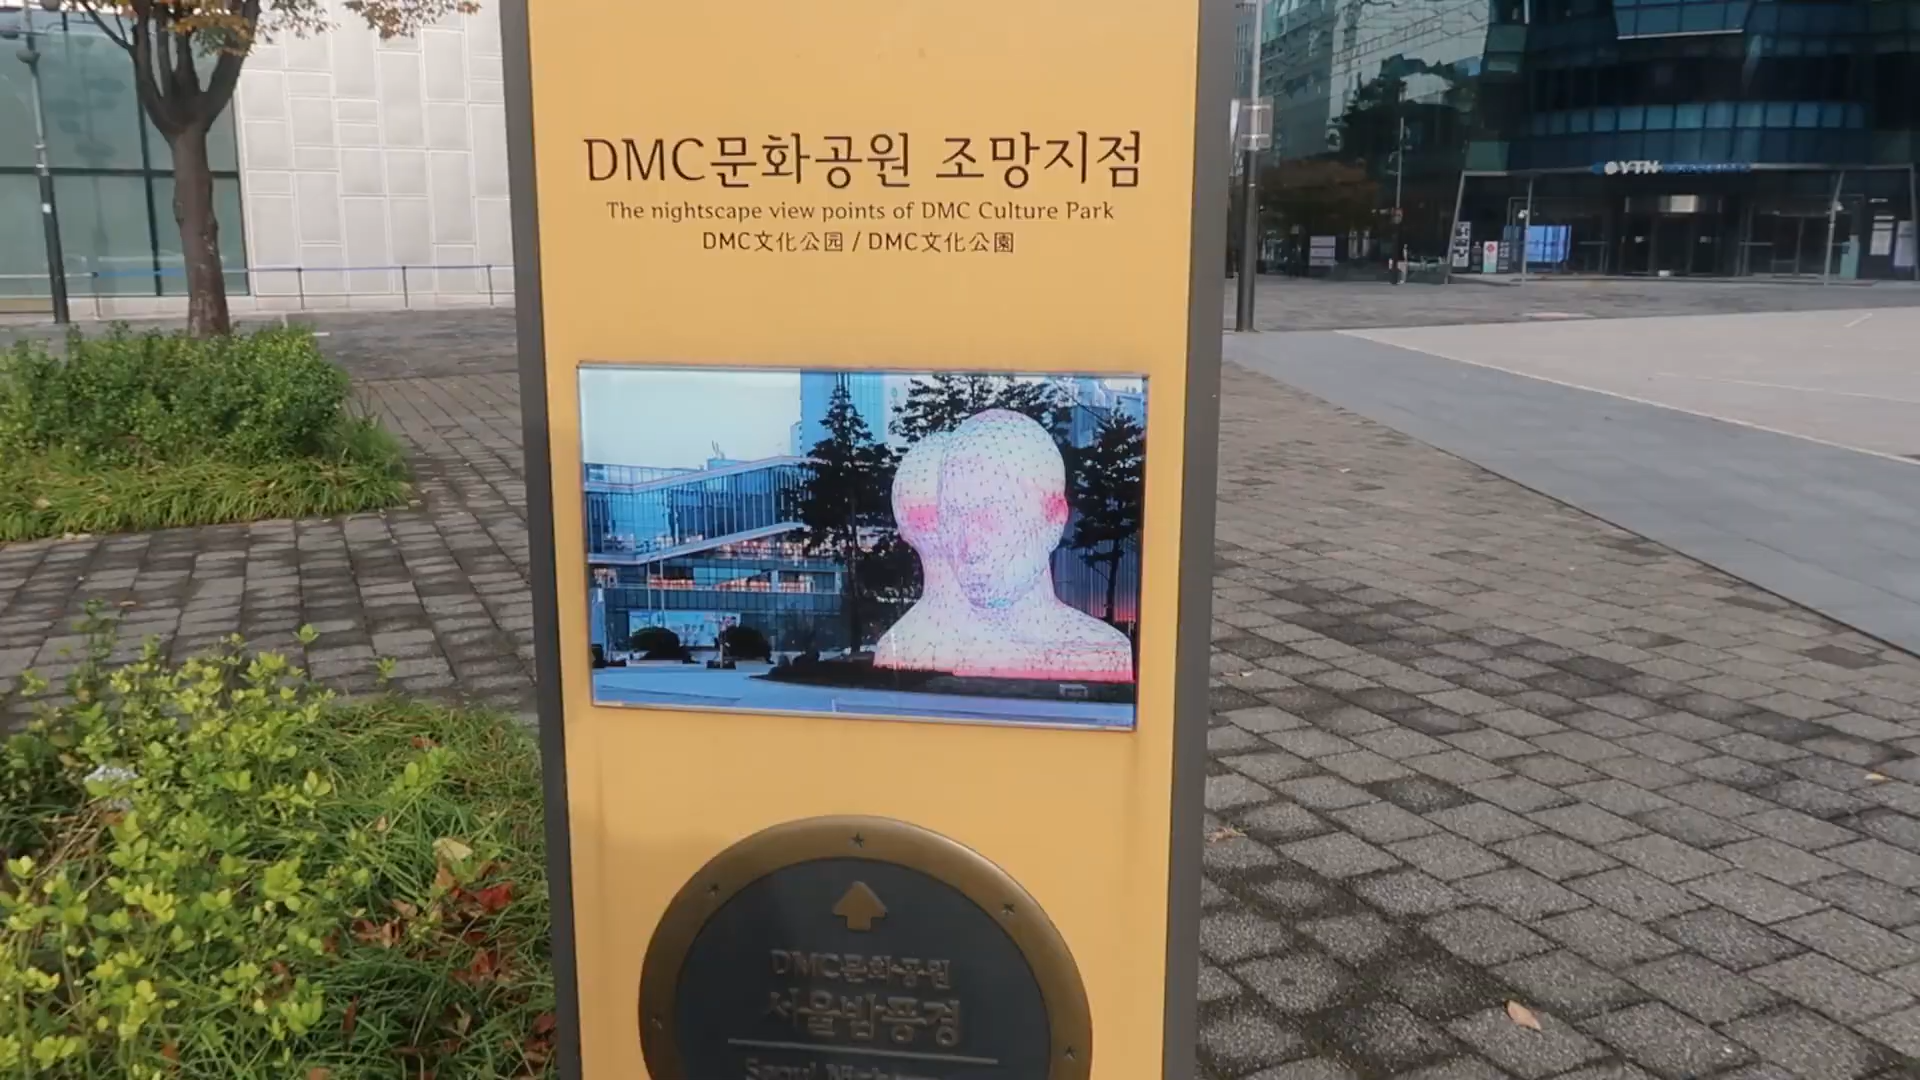 DMC문화공원 조망지점
The nightscape view points of DMC Culture Park
DMC文化公园 / DMC文化公園
YTN
DMC문화공원
서울밤풍경
Seoul